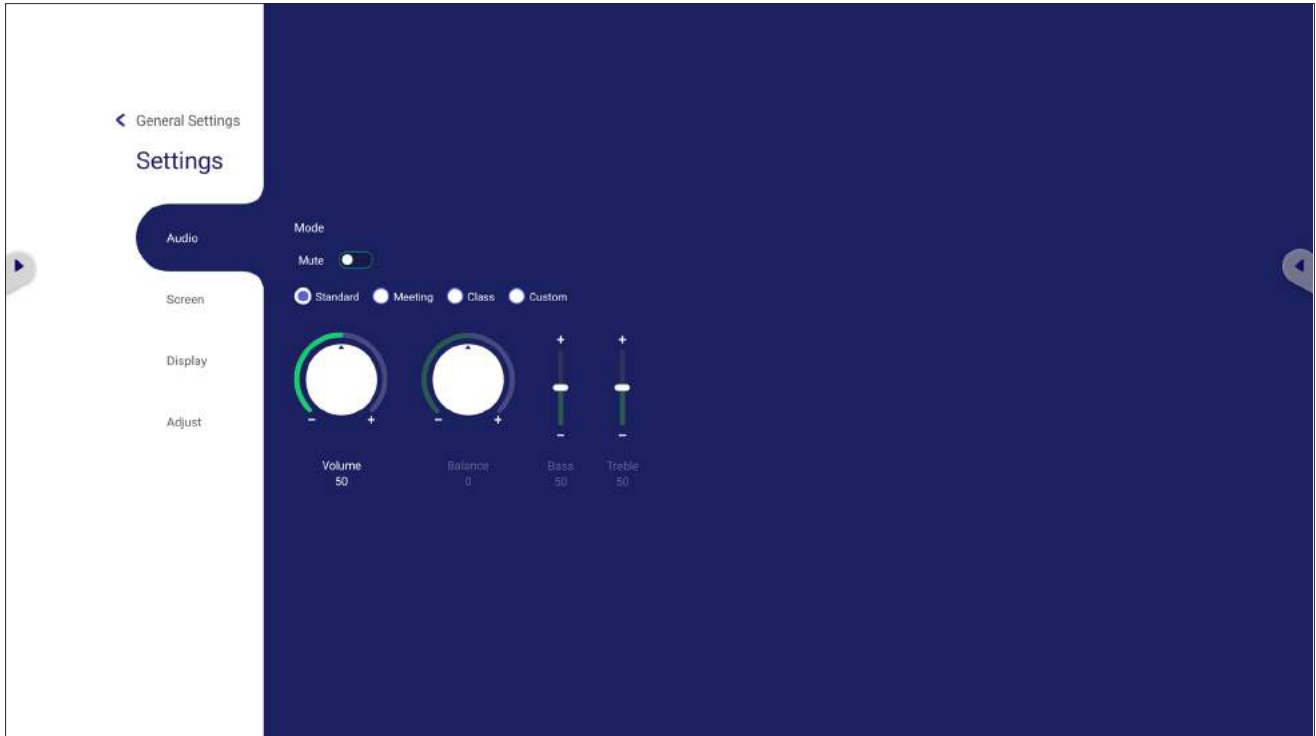 General Settings
Settings
Audio
Screen
Display
Adjust
Mode
Mute
Standard Meeting Class Custom
- + - + + - + -
Volume Balance Bass Treble
50 0 50 50